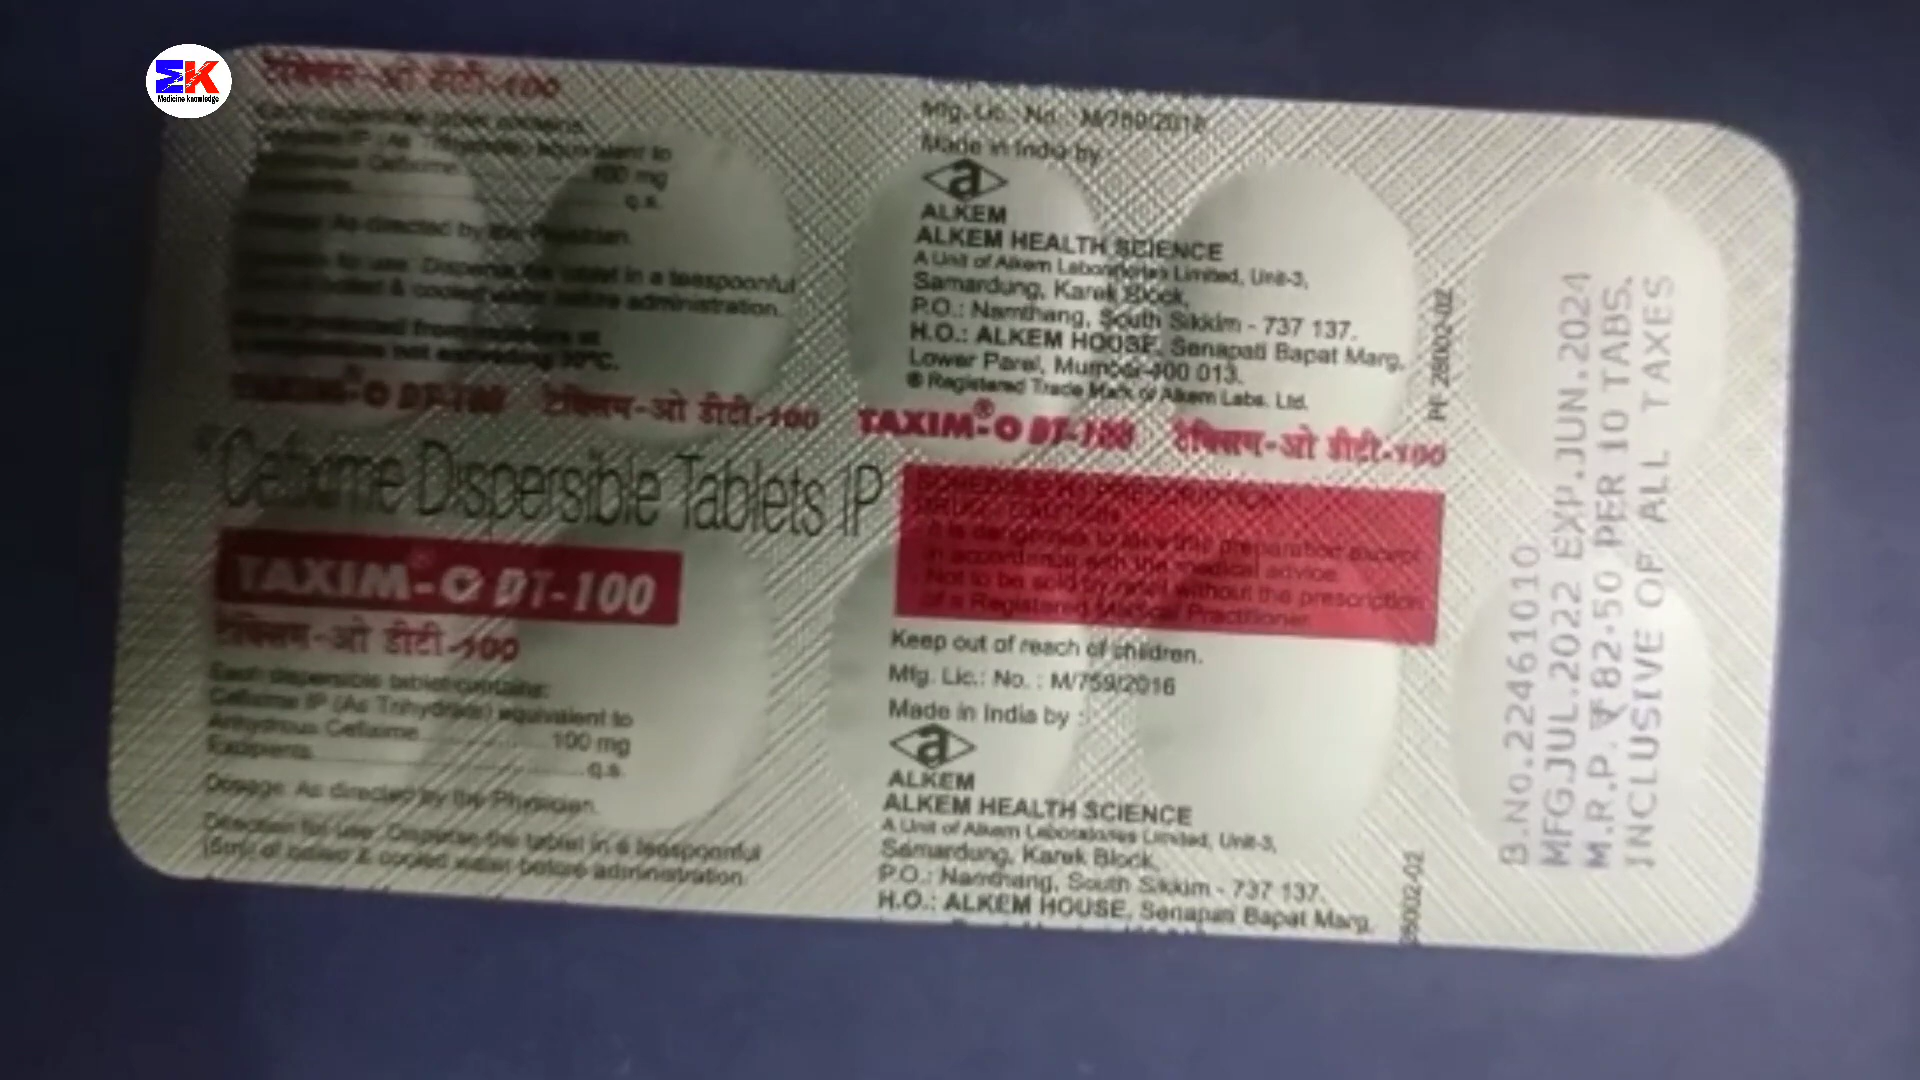 EK
Medicine knowledge
टैक्सिम-ओ डीटी-100
Each dispersible tablet contains:
Cefixime IP (As Trihydrate) equivalent to
Anhydrous Cefixime 100 mg
q.s.
Dosage: As directed by the Physician.
Direction for use: Disperse the tablet in a teaspoonful
boiled & cooled water before administration.
not exceeding 30°C.
TAXIM®-O DT-100 टैक्सिम-ओ डीटी-100
Mfg. Lic.: No.: M/759/2016
Made in India by :
a
ALKEM
ALKEM HEALTH SCIENCE
A Unit of Alkem Laboratories Limited, Unit-3,
Samardung, Karek Block,
P.O.: Namthang, South Sikkim - 737 137.
H.O.: ALKEM HOUSE, Senapati Bapat Marg,
Lower Parel, Mumbai-400 013.
® Registered Trade Mark of Alkem Labs. Ltd.
TAXIM®-O DT-100 टैक्सिम-ओ डीटी-100
Cefixime Dispersible Tablets IP
TAXIM®-O DT-100
टैक्सिम-ओ डीटी-100
Each dispersible tablet contains:
Cefixime IP (As Trihydrate) equivalent to
Anhydrous Cefixime 100 mg
Excipients q.s.
Dosage: As directed by the Physician.
Direction for use: Disperse the tablet in a teaspoonful
(5ml) of boiled & cooled water before administration.
It is dangerous to take this preparation except
in accordance with the medical advice.
Not to be sold by retail without the prescription
of a Registered Medical Practitioner.
Keep out of reach of children.
Mfg. Lic.: No. : M/759/2016
Made in India by :
a
ALKEM
ALKEM HEALTH SCIENCE
A Unit of Alkem Laboratories Limited, Unit-3,
Samardung, Karek Block,
P.O.: Namthang, South Sikkim - 737 137.
H.O.: ALKEM HOUSE, Senapati Bapat Marg,
B.No.22461010
MFG.JUL.2022 EXP.JUN.2024
M.R.P. ₹ 82.50 PER 10 TABS.
INCLUSIVE OF ALL TAXES